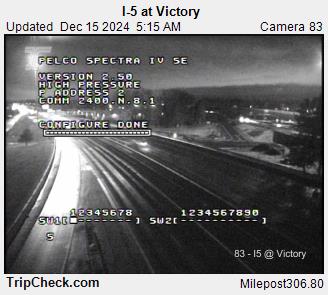 I-5 at Victory
Updated Dec 15 2024 5:15 AM Camera 83
PELCO SPECTRA IV SE
VERSION 2.50
HIGH PRESSURE
P ADDRESS 2
COMM 2400.N.8.1
CONFIGURE DONE
12345678 1234567890
SW1[■-------] SW2[----------]
S
83 - I5 @ Victory
TripCheck.com Milepost306.80